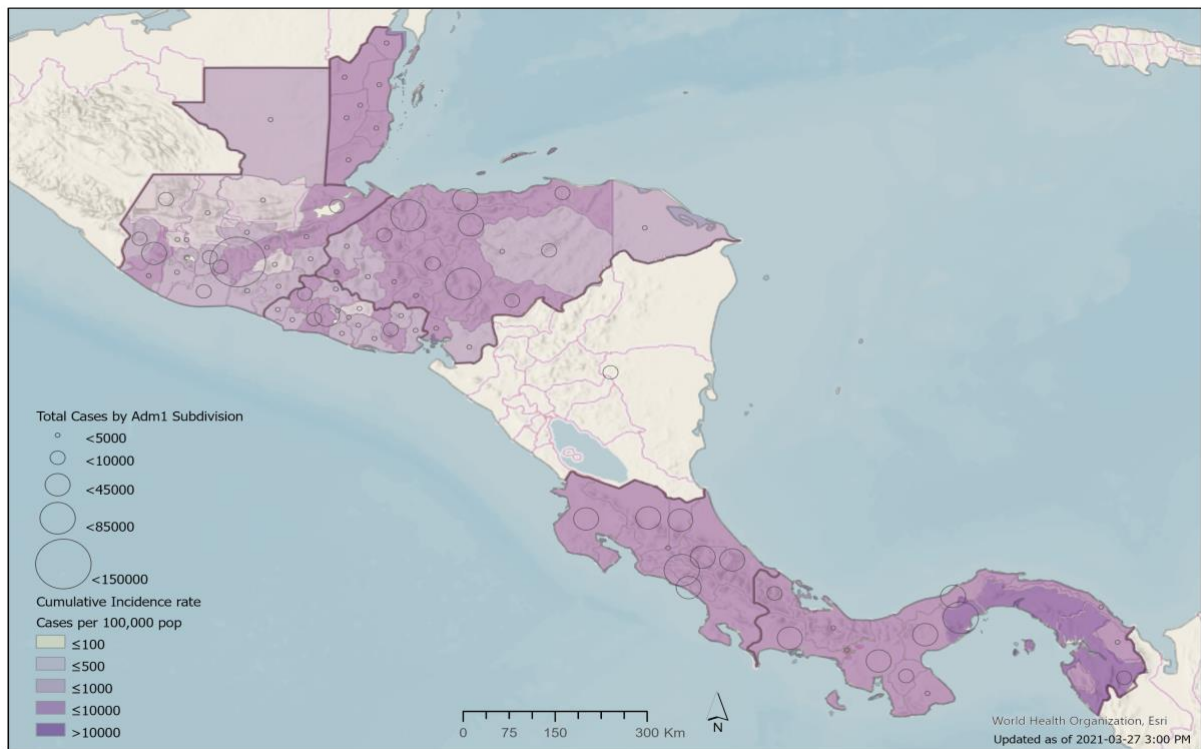 Total Cases by Adm1 Subdivision
<5000
<10000
<45000
<85000
<150000
Cumulative Incidence rate
Cases per 100,000 pop
≤100
≤500
≤1000
≤10000
>10000
0 75 150 300 Km
N
World Health Organization, Esri
Updated as of 2021-03-27 3:00 PM